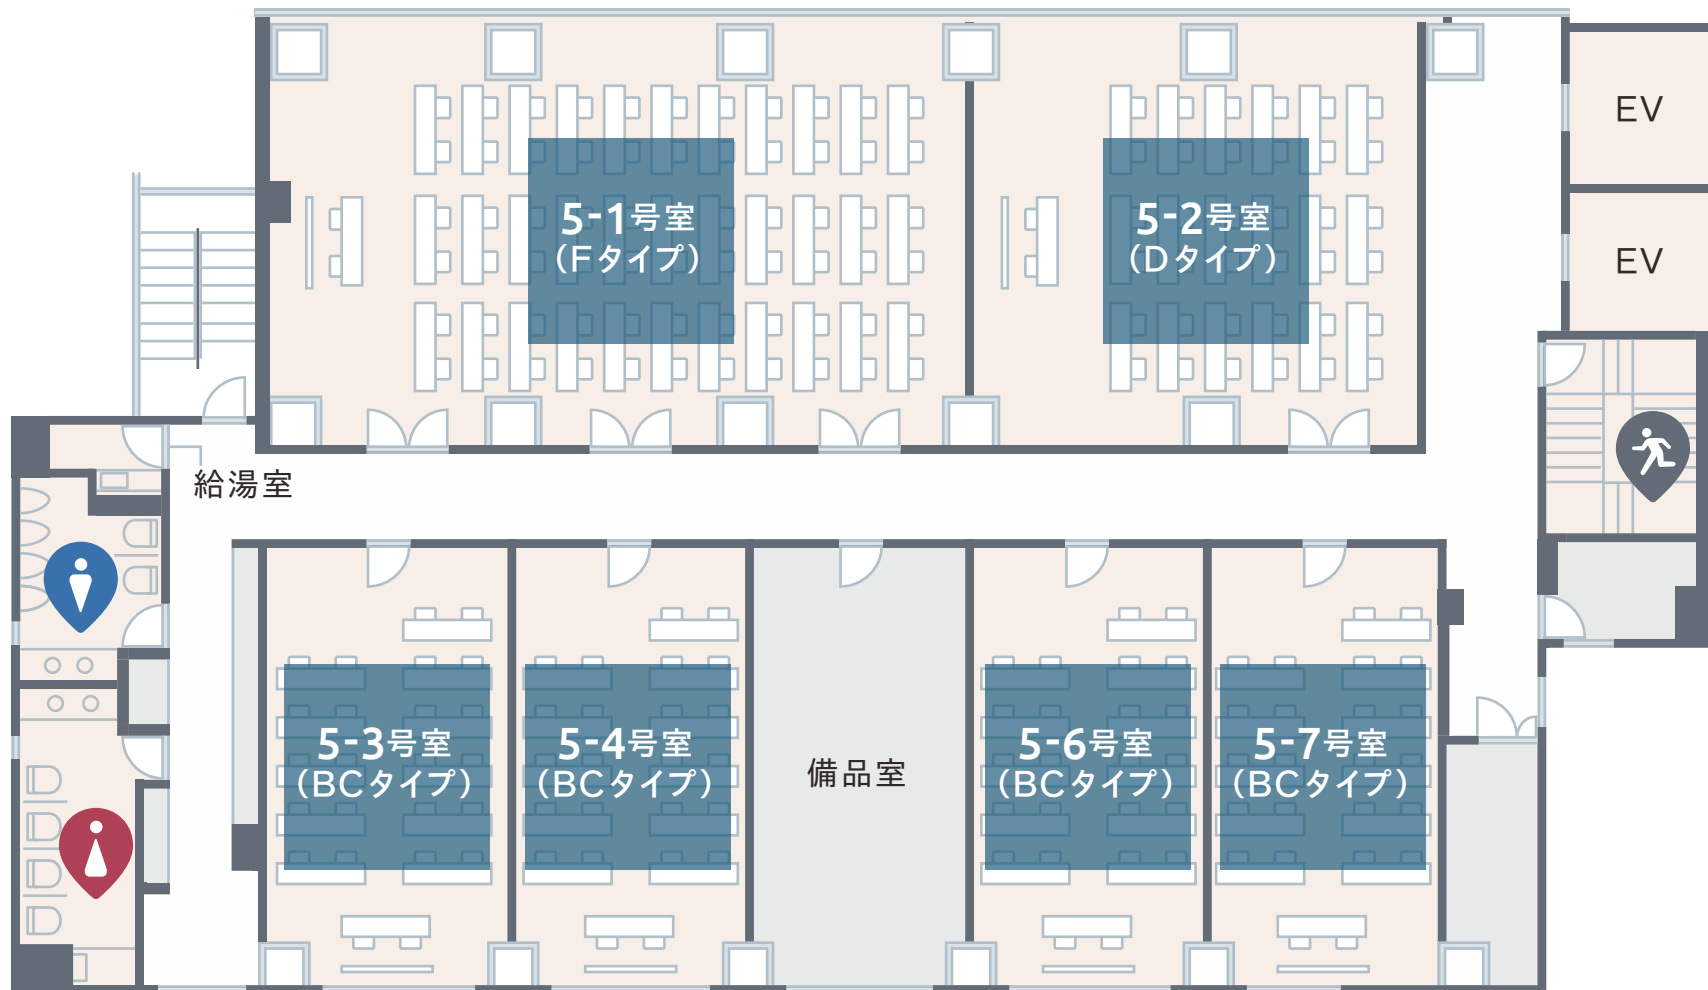 EV
5-1号室
(Fタイプ)
5-2号室
(Dタイプ)
EV
給湯室
5-3号室
(BCタイプ)
5-4号室
(BCタイプ)
備品室
5-6号室
(BCタイプ)
5-7号室
(BCタイプ)